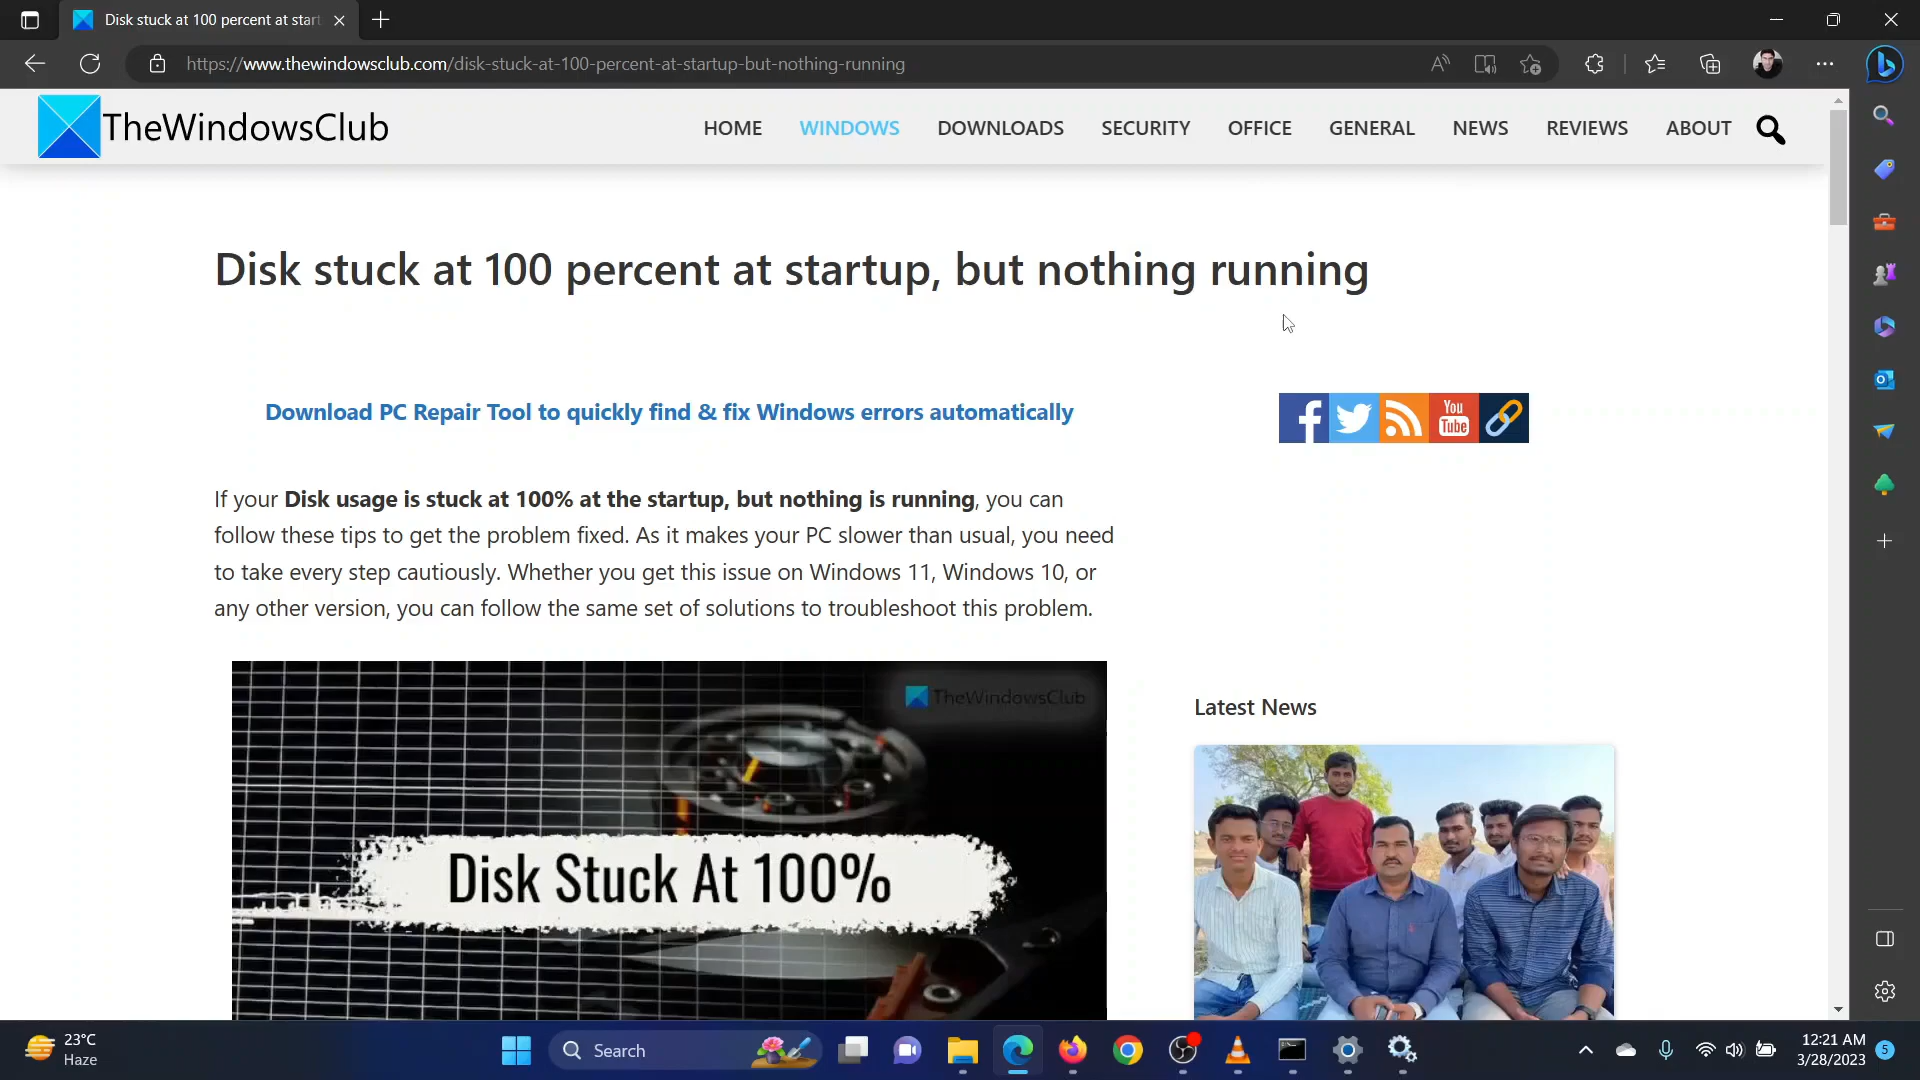 Disk stuck at 100 percent at star
https://www.thewindowsclub.com/disk-stuck-at-100-percent-at-startup-but-nothing-running
TheWindowsClub
HOME WINDOWS DOWNLOADS SECURITY OFFICE GENERAL NEWS REVIEWS ABOUT
Disk stuck at 100 percent at startup, but nothing running
Download PC Repair Tool to quickly find & fix Windows errors automatically
You Tube
If your Disk usage is stuck at 100% at the startup, but nothing is running, you can
follow these tips to get the problem fixed. As it makes your PC slower than usual, you need
to take every step cautiously. Whether you get this issue on Windows 11, Windows 10, or
any other version, you can follow the same set of solutions to troubleshoot this problem.
TheWindowsClub
Disk Stuck At 100%
Latest News
23°C
Haze
Search
12:21 AM
3/28/2023
5